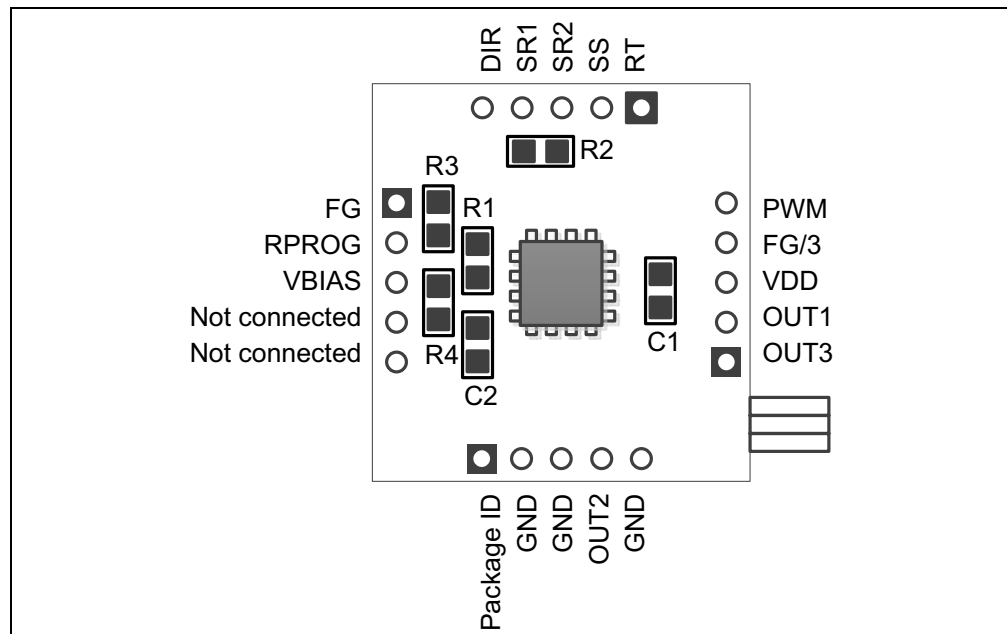 DIR
SR1
SR2
SS
RT
R2
R3
R1
FG
RPROG
VBIAS
Not connected
Not connected
PWM
FG/3
VDD
OUT1
OUT3
C1
R4
C2
Package ID
GND
GND
OUT2
GND